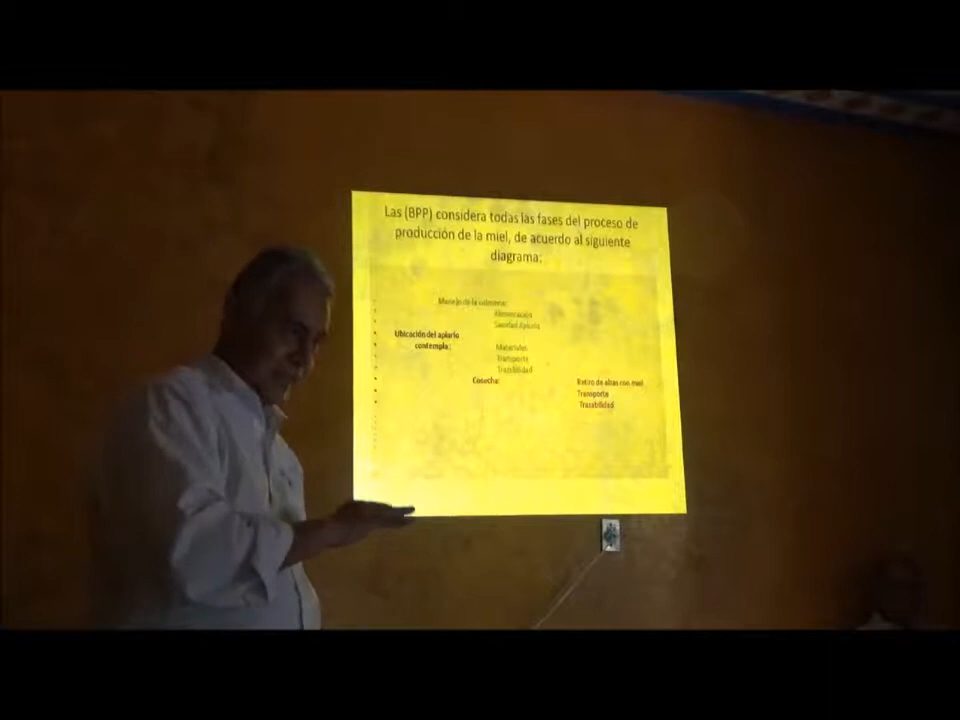 Las (BPP) considera todas las fases del proceso de
producción de la miel, de acuerdo al siguiente
diagrama:
Manejo de la colmena:
Alimentación
Sanidad Apícola
Ubicación del apiario
contempla:
Materiales
Transporte
Trazabilidad
Cosecha:
Retiro de alzas con miel
Transporte
Trazabilidad